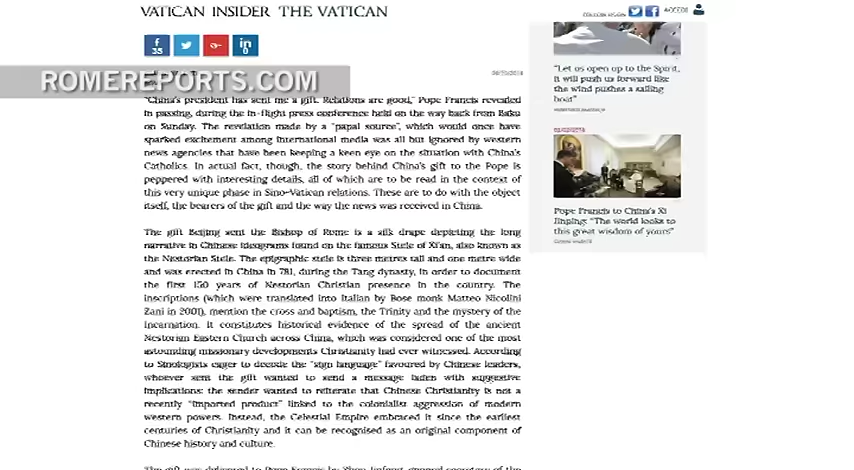 VATICAN INSIDER THE VATICAN
35
0
ROMEREPORTS.COM
"China's president has sent me a gift. Relations are good," Pope Francis revealed
in passing, during the in-flight press conference held on the way back from Baku
on Sunday. The revelation made by a "papal source", which would once have
sparked excitement among international media was all but ignored by western
news agencies that have been keeping a keen eye on the situation with China's
Catholics. In actual fact, though, the story behind China's gift to the Pope is
peppered with interesting details, all of which are to be read in the context of
this very unique phase in Sino-Vatican relations. These are to do with the object
itself, the bearers of the gift and the way the news was received in China.
The gift Beijing sent the Bishop of Rome is a silk drape depicting the long
narrative in Chinese ideograms found on the famous Stele of Xi'an, also known as
the Nestorian Stele. The epigraphic stele is three metres tall and one metre wide
and was erected in China in 781, during the Tang dynasty, in order to document
the first 150 years of Nestorian Christian presence in the country. The
inscriptions (which were translated into Italian by Bose monk Matteo Nicolini
Zani in 2001), mention the cross and baptism, the Trinity and the mystery of the
Incarnation. It constitutes historical evidence of the spread of the ancient
Nestorian Eastern Church across China, which was considered one of the most
astounding missionary developments Christianity had ever witnessed. According
to Sinologists eager to decode the "sign language" favoured by Chinese leaders,
whoever sent the gift wanted to send a message laden with suggestive
implications: the sender wanted to reiterate that Chinese Christianity is not a
recently "imported product" linked to the colonialist aggression of modern
western powers. Instead, the Celestial Empire embraced it since the earliest
centuries of Christianity and it can be recognised as an original component of
Chinese history and culture.
"Let us open up to the Spirit,
it will push us forward like
the wind pushes a sailing
boat"
Pope Francis to China's Xi
Jinping: "The world looks to
this great wisdom of yours"